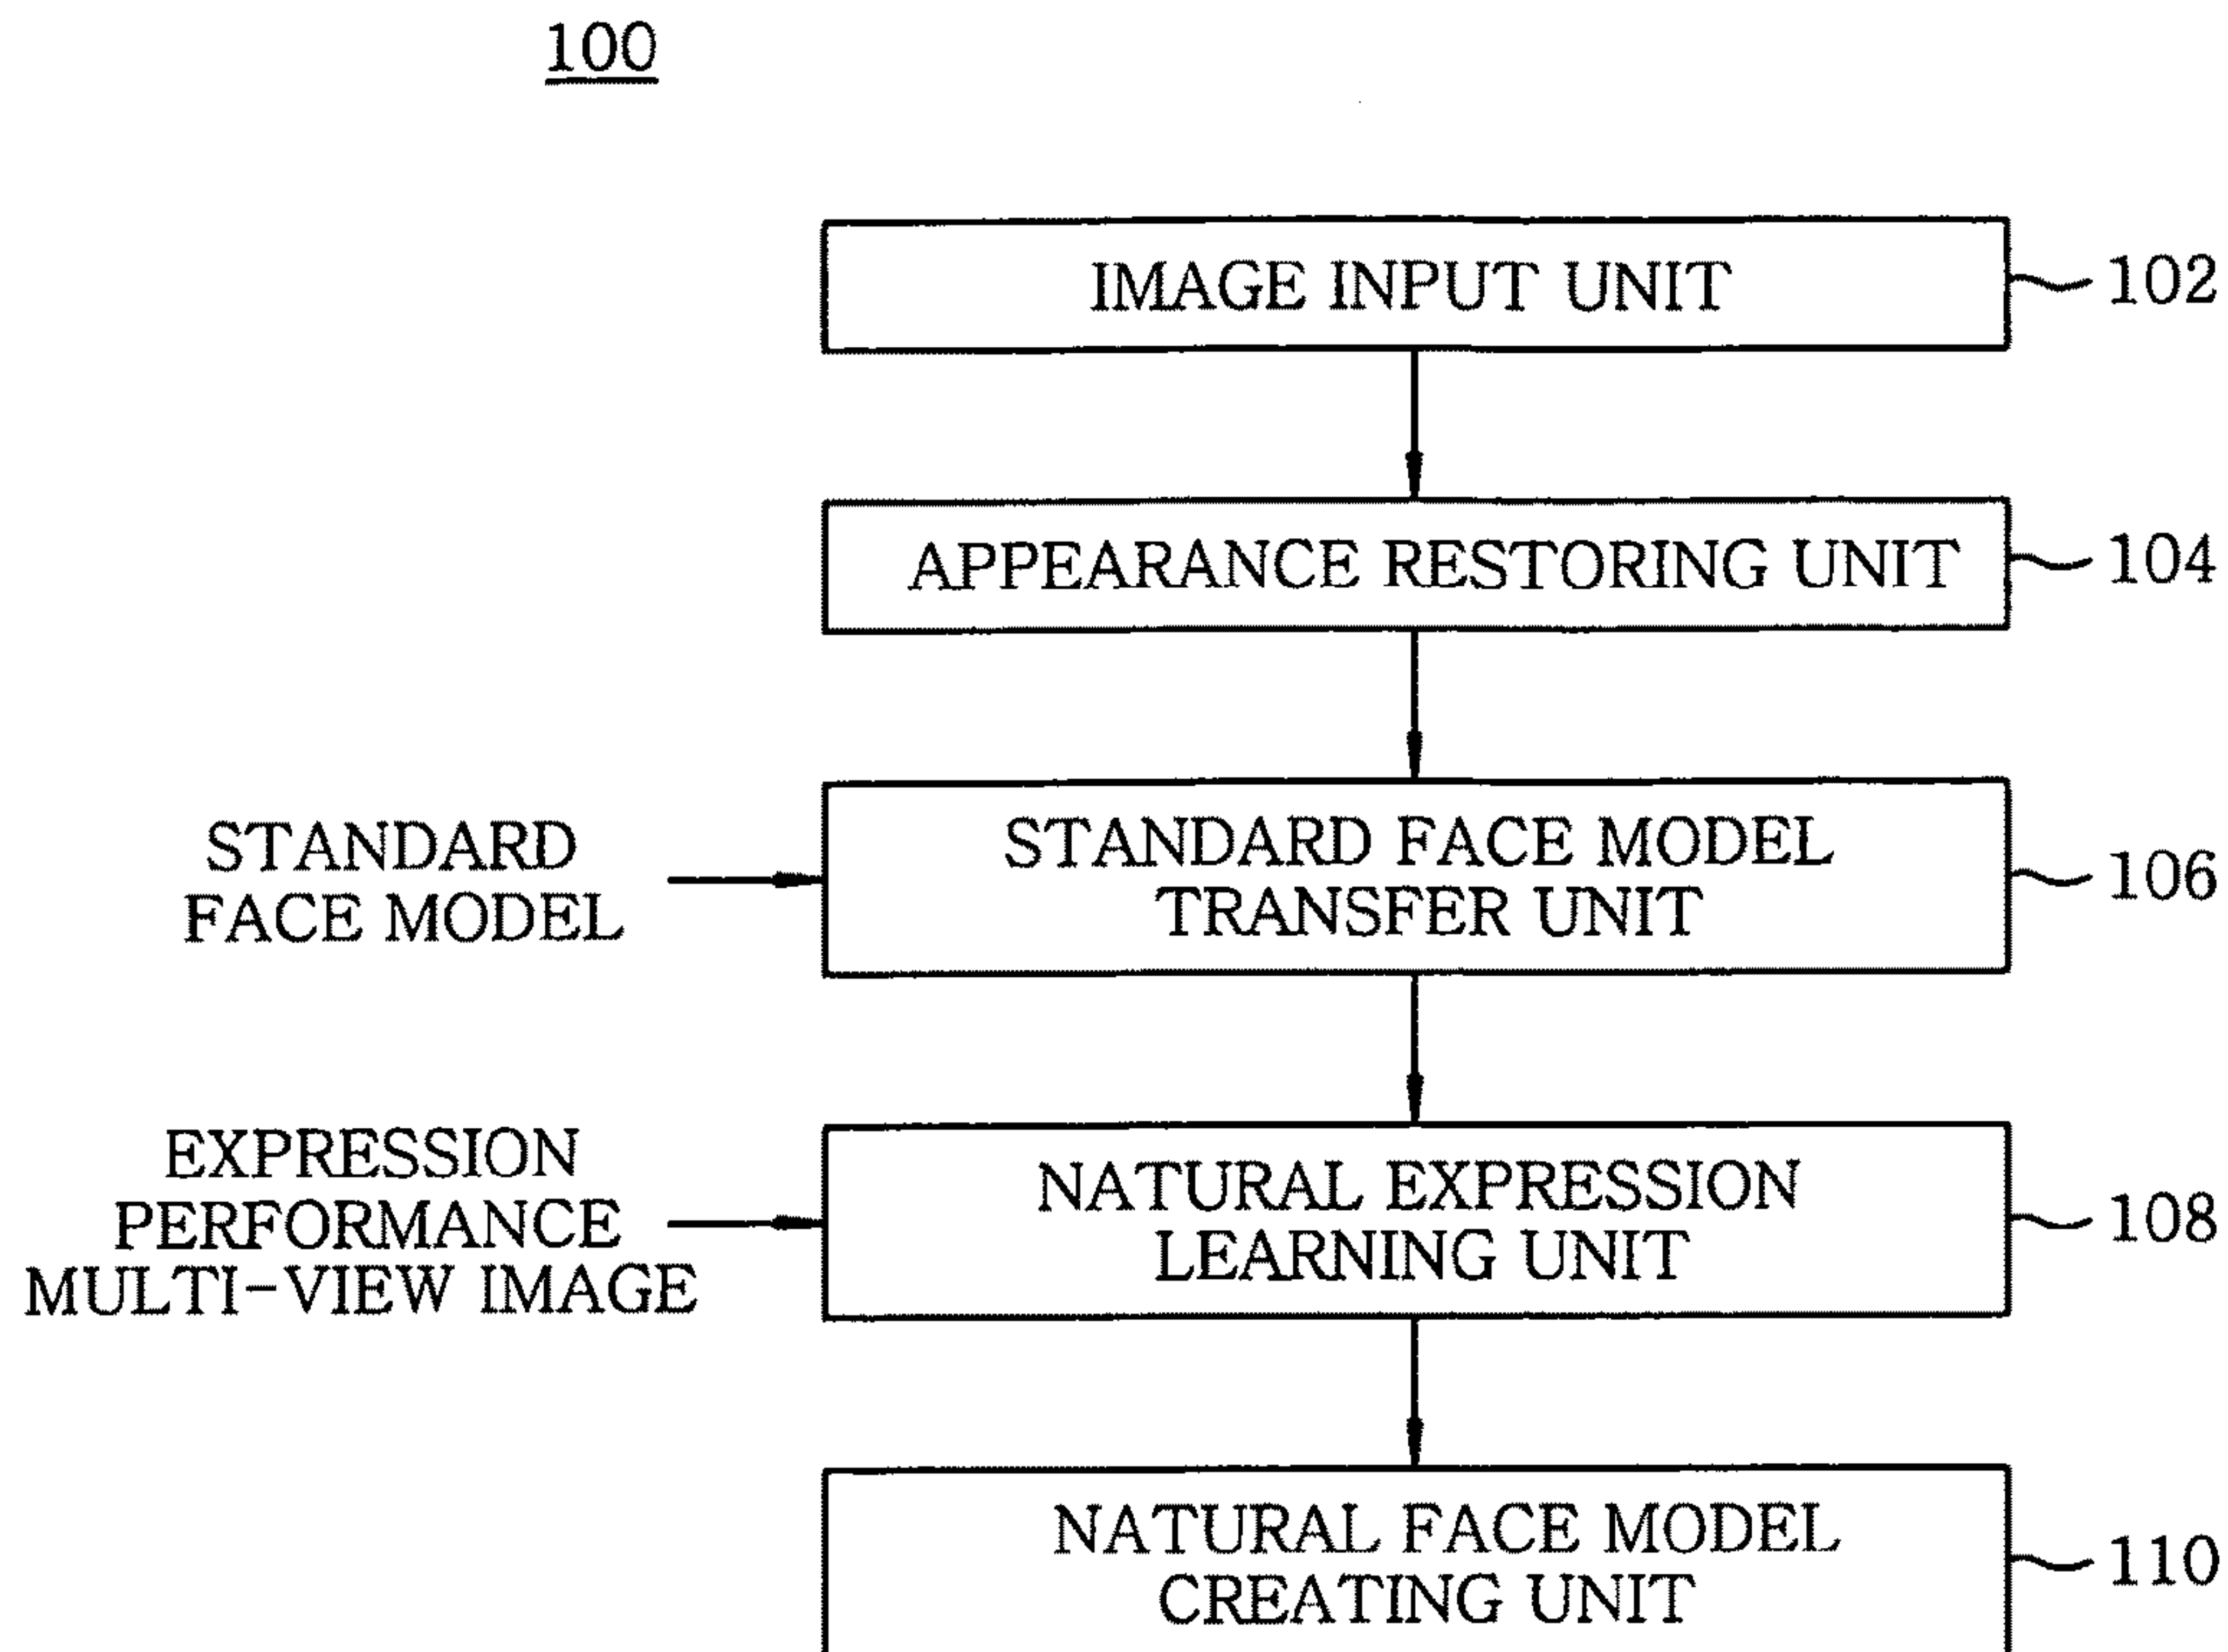 100
IMAGE INPUT UNIT
102
APPEARANCE RESTORING UNIT
104
STANDARD
FACE MODEL
STANDARD FACE MODEL
TRANSFER UNIT
106
EXPRESSION
PERFORMANCE
MULTI-VIEW IMAGE
NATURAL EXPRESSION
LEARNING UNIT
108
NATURAL FACE MODEL
CREATING UNIT
110